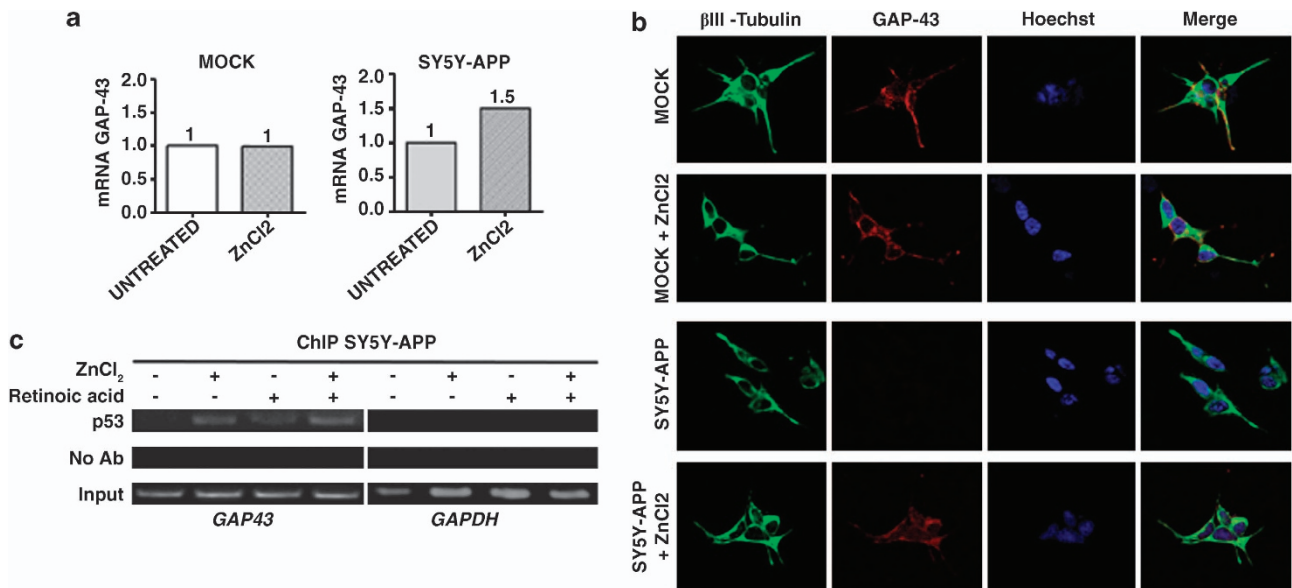 a
MOCK
mRNA GAP-43
2.0
1.5
1.0
0.5
0.0
1
1
UNTREATED
ZnCl2
SY5Y-APP
mRNA GAP-43
2.0
1.5
1.0
0.5
0.0
1
1.5
UNTREATED
ZnCl2
b
βIII -Tubulin GAP-43 Hoechst Merge
MOCK
MOCK + ZnCl2
SY5Y-APP
SY5Y-APP
+ ZnCl2
c
ChIP SY5Y-APP
ZnCl₂ - + - + - + - +
Retinoic acid - - + + - - + +
p53
No Ab
Input
GAP43 GAPDH